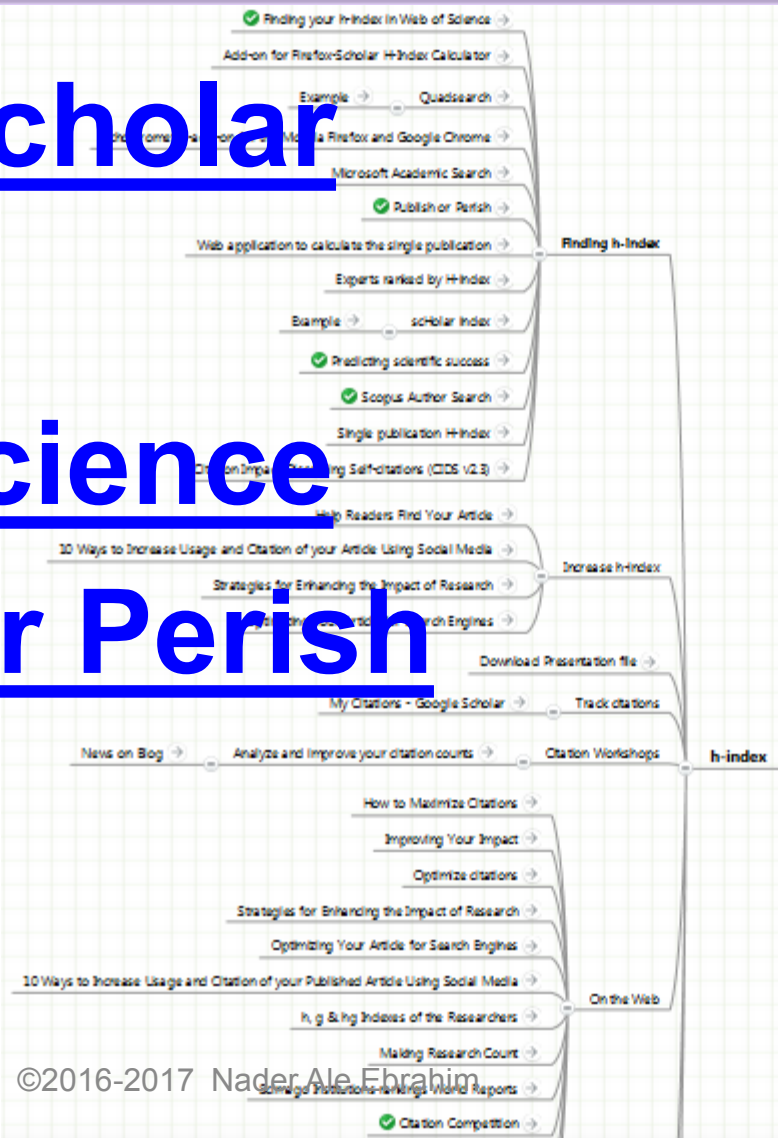 Finding your h-index in Web of Science
Add-on for Firefox-Scholar H-Index Calculator
Example Quadsearch
cholar
Mozilla Firefox and Google Chrome
Microsoft Academic Search
Publish or Perish
Web application to calculate the single publication
Finding h-index
Experts ranked by H-index
Example scHolar Index
Predicting scientific success
Scopus Author Search
Single publication H-index
cience
Citation Impact Discerning Self-citations (CIDS v2.3)
Help Readers Find Your Article
10 Ways to Increase Usage and Citation of your Article Using Social Media
Increase h-index
Strategies for Enhancing the Impact of Research
Search Engines
r Perish
Download Presentation file
My Citations - Google Scholar Track citations
News on Blog Analyze and improve your citation counts Citation Workshops
h-index
How to Maximize Citations
Improving Your Impact
Optimize citations
Strategies for Enhancing the Impact of Research
Optimizing Your Article for Search Engines
10 Ways to Increase Usage and Citation of your Published Article Using Social Media
On the Web
h, g & hg Indexes of the Researchers
Making Research Count
©2016-2017 Nader Ale Ebrahim
Scimago Institutions rankings World Reports
Citation Competition